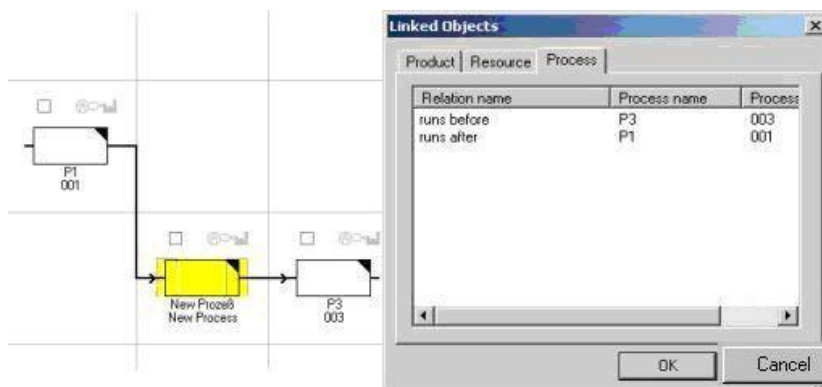 P1
001
New Prozeß
New Process
P3
003
Linked Objects
Product Resource Process
Relation name Process name Process
runs before P3 003
runs after P1 001
OK Cancel